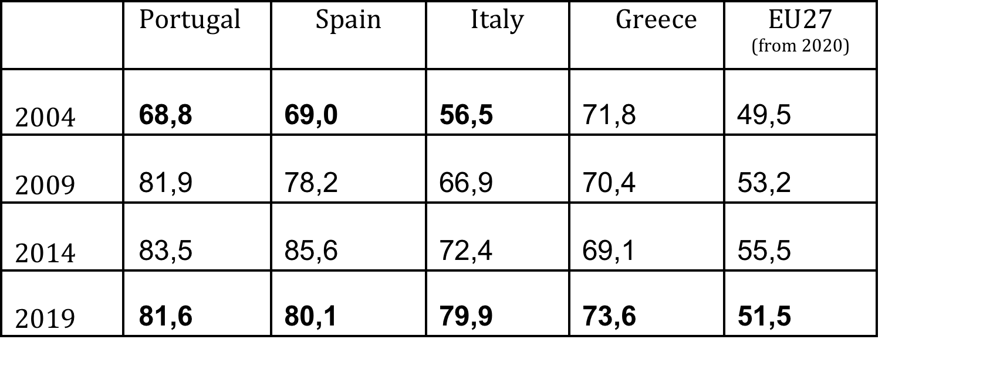 Portugal Spain Italy Greece EU27
(from 2020)
2004 68,8 69,0 56,5 71,8 49,5
2009 81,9 78,2 66,9 70,4 53,2
2014 83,5 85,6 72,4 69,1 55,5
2019 81,6 80,1 79,9 73,6 51,5